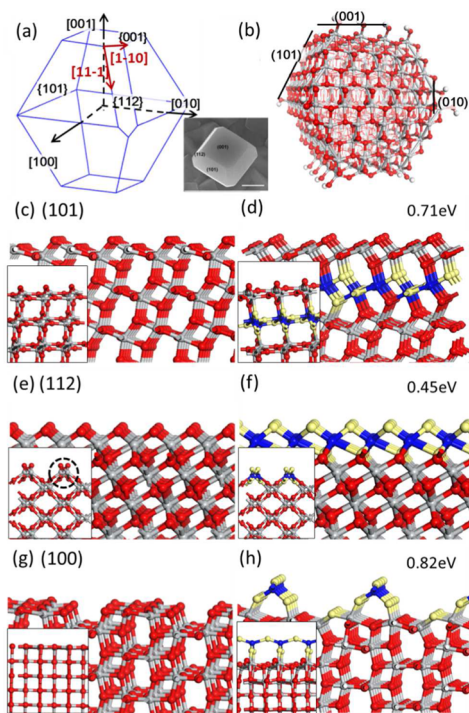 (a)
[001]
{001}
[1-10]
[11-1]
{101}
{112}
[010]
[100]
(b)
(001)
(101)
(010)
(c) (101)
(d)
0.71eV
(e) (112)
(f)
0.45eV
(g) (100)
(h)
0.82eV